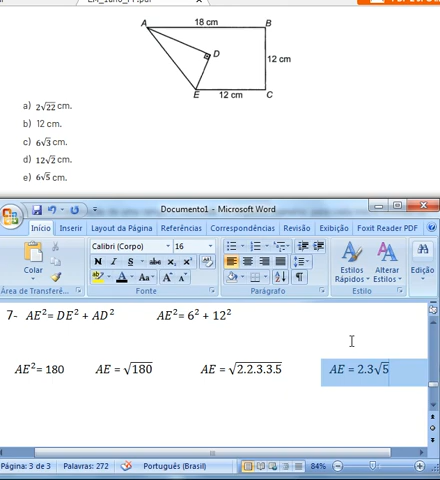 EM_1ano_PF.pdf
18 cm
A
B
D
12 cm
E
12 cm
C
a) 2√22 cm.
b) 12 cm.
c) 6√3 cm.
d) 12√2 cm.
e) 6√5 cm.
Documento1 - Microsoft Word
Início Inserir Layout da Página Referências Correspondências Revisão Exibição Foxit Reader PDF
Calibri (Corpo) 16
Colar
Estilos Rápidos
Alterar Estilos
Edição
Área de Transferê... Fonte Parágrafo Estilo
7- AE²= DE² + AD² AE²= 6² + 12²
AE²= 180 AE = √180 AE = √2.2.3.3.5 AE = 2.3√5
Página: 3 de 3 Palavras: 272 Português (Brasil) 84%